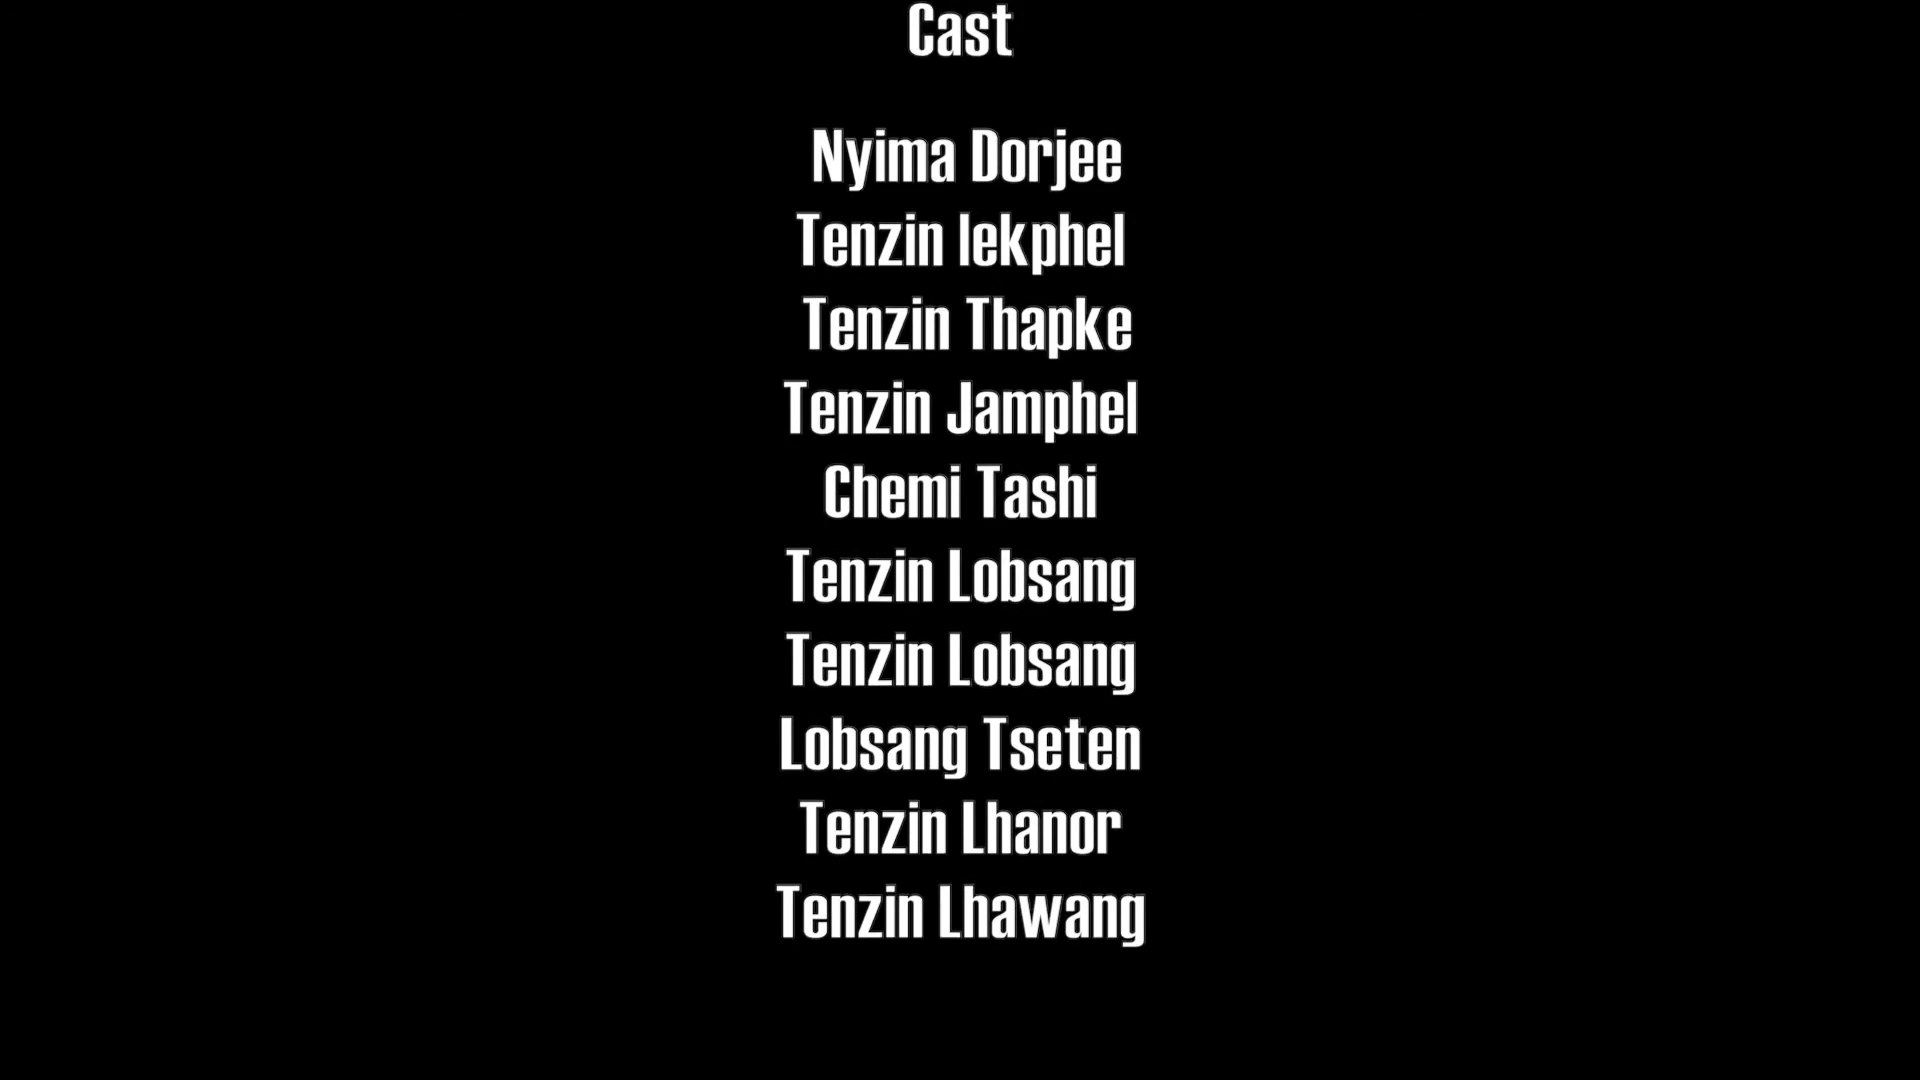 Cast
Nyima Dorjee
Tenzin lekphel
Tenzin Thapke
Tenzin Jamphel
Chemi Tashi
Tenzin Lobsang
Tenzin Lobsang
Lobsang Tseten
Tenzin Lhanor
Tenzin Lhawang